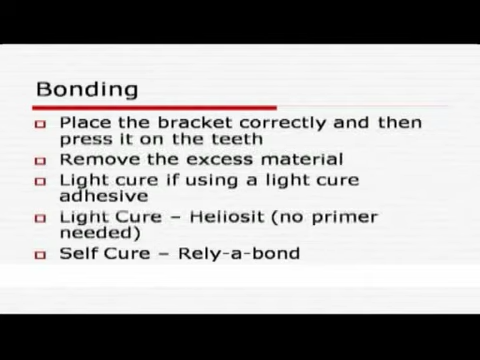 Bonding
Place the bracket correctly and then
press it on the teeth
Remove the excess material
Light cure if using a light cure
adhesive
Light Cure – Heliosit (no primer
needed)
Self Cure – Rely-a-bond